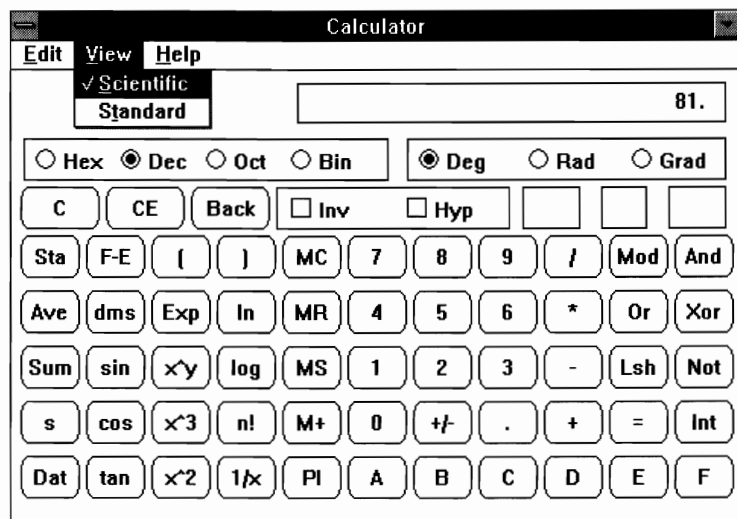 Calculator
Edit View Help
✓ Scientific
Standard
81.
Hex Dec Oct Bin Deg Rad Grad
C CE Back Inv Hyp
Sta F-E ( ) MC 7 8 9 / Mod And
Ave dms Exp ln MR 4 5 6 * Or Xor
Sum sin x^y log MS 1 2 3 - Lsh Not
s cos x^3 n! M+ 0 +/- . + = Int
Dat tan x^2 1/x PI A B C D E F